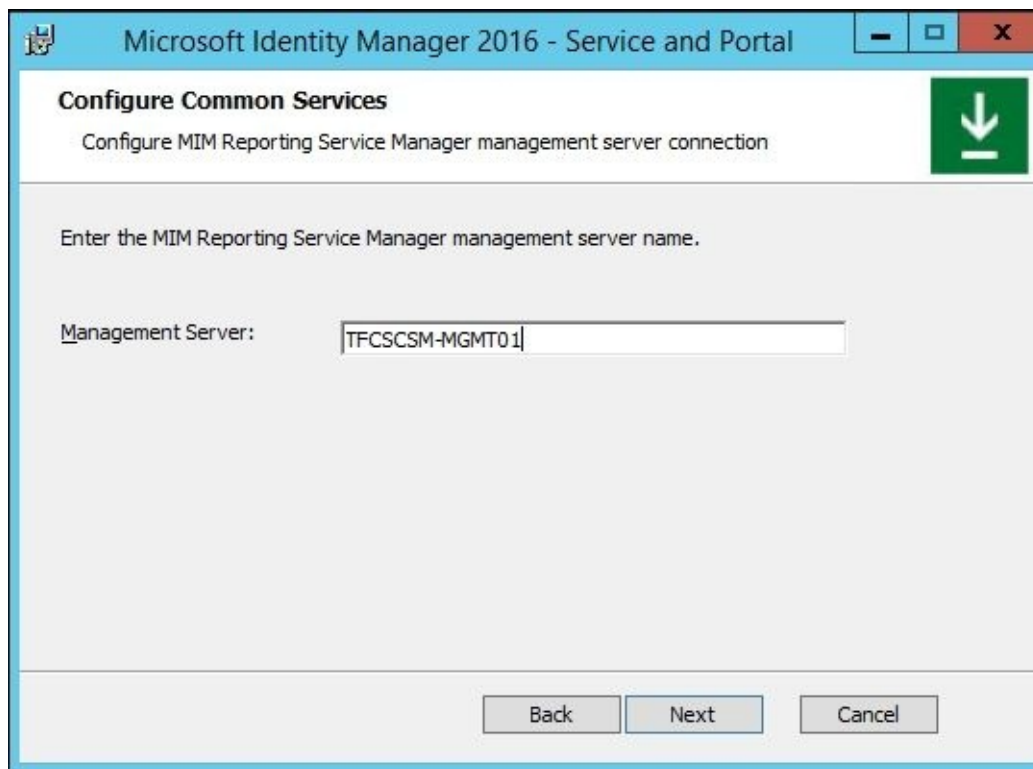 Microsoft Identity Manager 2016 - Service and Portal
Configure Common Services
Configure MIM Reporting Service Manager management server connection
Enter the MIM Reporting Service Manager management server name.
Management Server: TFCSCSM-MGMT01
Back Next Cancel